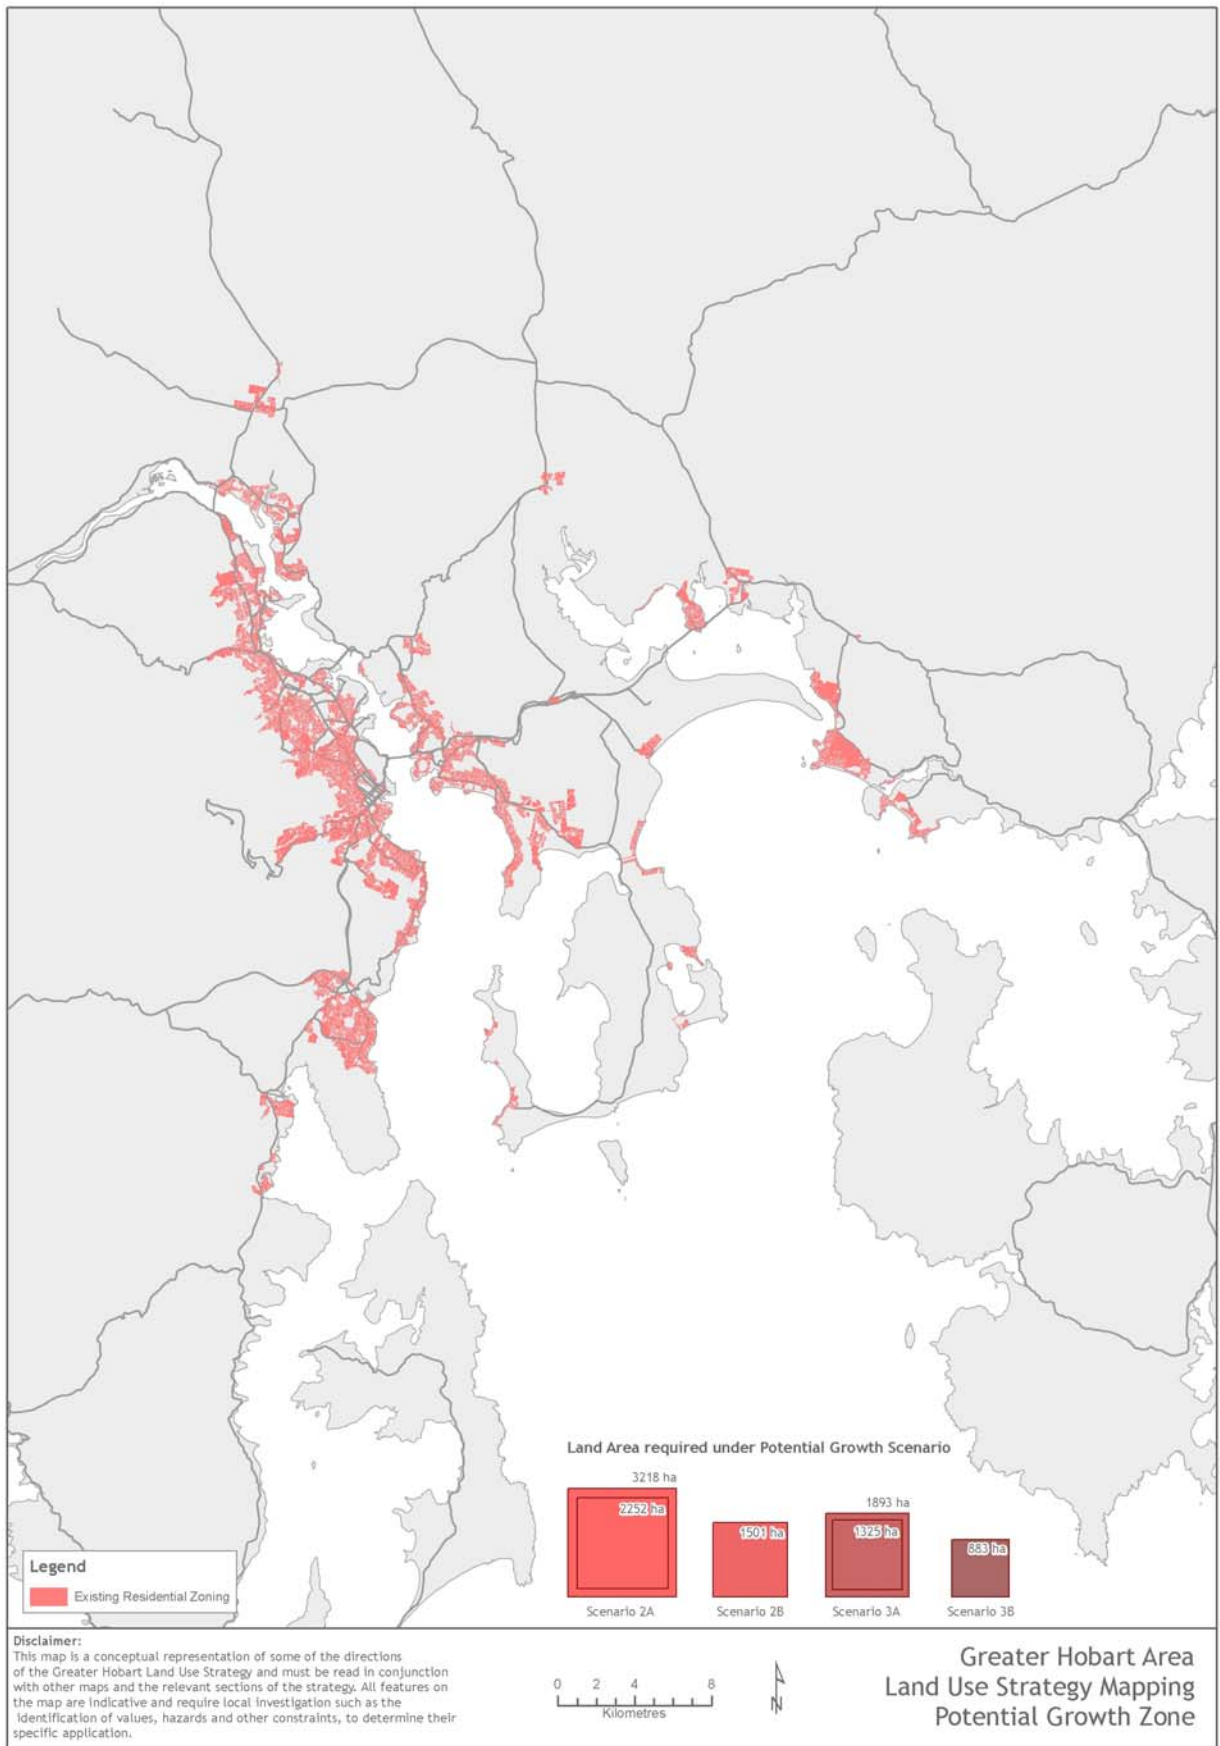 Land Area required under Potential Growth Scenario
3218 ha
2252 ha
1501 ha
1893 ha
1325 ha
883 ha
Scenario 2A
Scenario 2B
Scenario 3A
Scenario 3B
Legend
Existing Residential Zoning
Disclaimer:
This map is a conceptual representation of some of the directions
of the Greater Hobart Land Use Strategy and must be read in conjunction
with other maps and the relevant sections of the strategy. All features on
the map are indicative and require local investigation such as the
identification of values, hazards and other constraints, to determine their
specific application.
0 2 4 8
Kilometres
N
Greater Hobart Area
Land Use Strategy Mapping
Potential Growth Zone